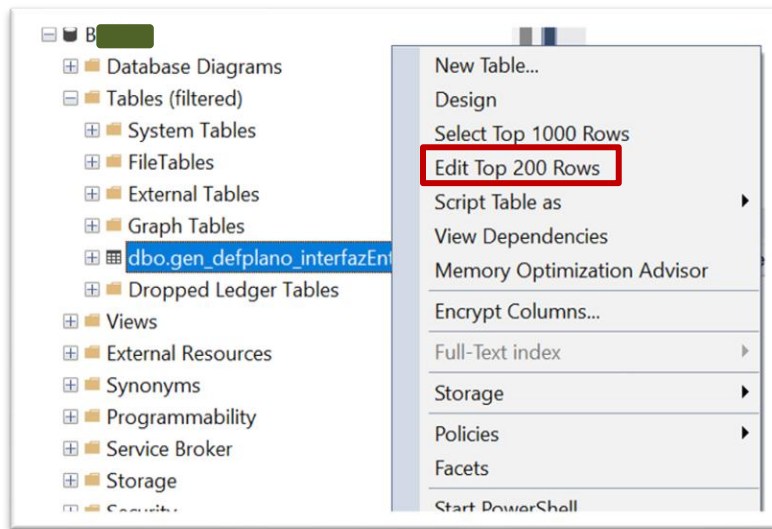 B
Database Diagrams
Tables (filtered)
System Tables
FileTables
External Tables
Graph Tables
dbo.gen_defplano_interfazEnt
Dropped Ledger Tables
Views
External Resources
Synonyms
Programmability
Service Broker
Storage
Security
New Table...
Design
Select Top 1000 Rows
Edit Top 200 Rows
Script Table as
View Dependencies
Memory Optimization Advisor
Encrypt Columns...
Full-Text index
Storage
Policies
Facets
Start PowerShell